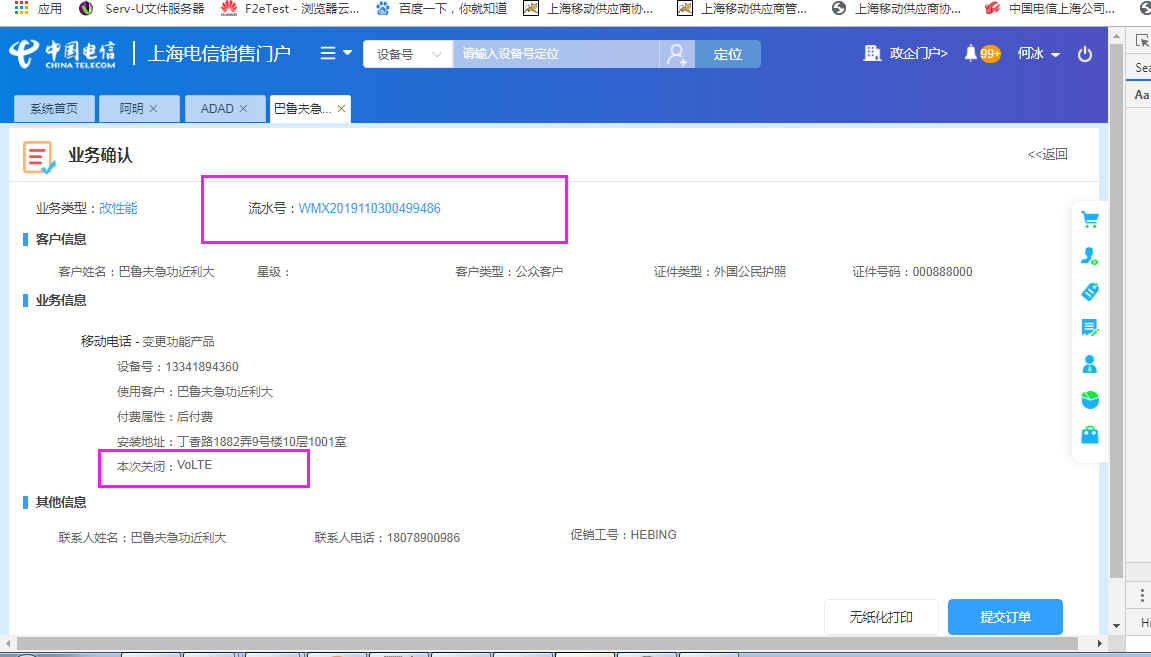 应用 Serv-U文件服务器 F2eTest - 浏览器云... 百度一下，你就知道 上海移动供应商协... 上海移动供应商管... 上海移动供应商协... 中国电信上海公司...
中国电信 CHINA TELECOM 上海电信销售门户 设备号 请输入设备号定位 定位 政企门户> 99+ 何冰
系统首页 阿明 × ADAD × 巴鲁夫急... ×
Sea
Aa
业务确认 <<返回
业务类型：改性能 流水号：WMX2019110300499486
客户信息
客户姓名：巴鲁夫急功近利大 星级： 客户类型：公众客户 证件类型：外国公民护照 证件号码：000888000
业务信息
移动电话 - 变更功能产品
设备号：13341894360
使用客户：巴鲁夫急功近利大
付费属性：后付费
安装地址：丁香路1882弄9号楼10层1001室
本次关闭：VoLTE
其他信息
联系人姓名：巴鲁夫急功近利大 联系人电话：18078900986 促销工号：HEBING
无纸化打印 提交订单
Hi